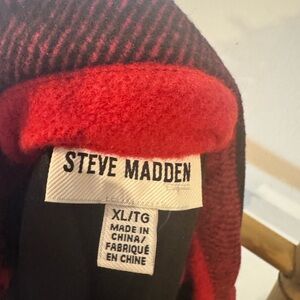 STEVE MADDEN
XL/TG
MADE IN
CHINA/
FABRIQUÉ
EN CHINE